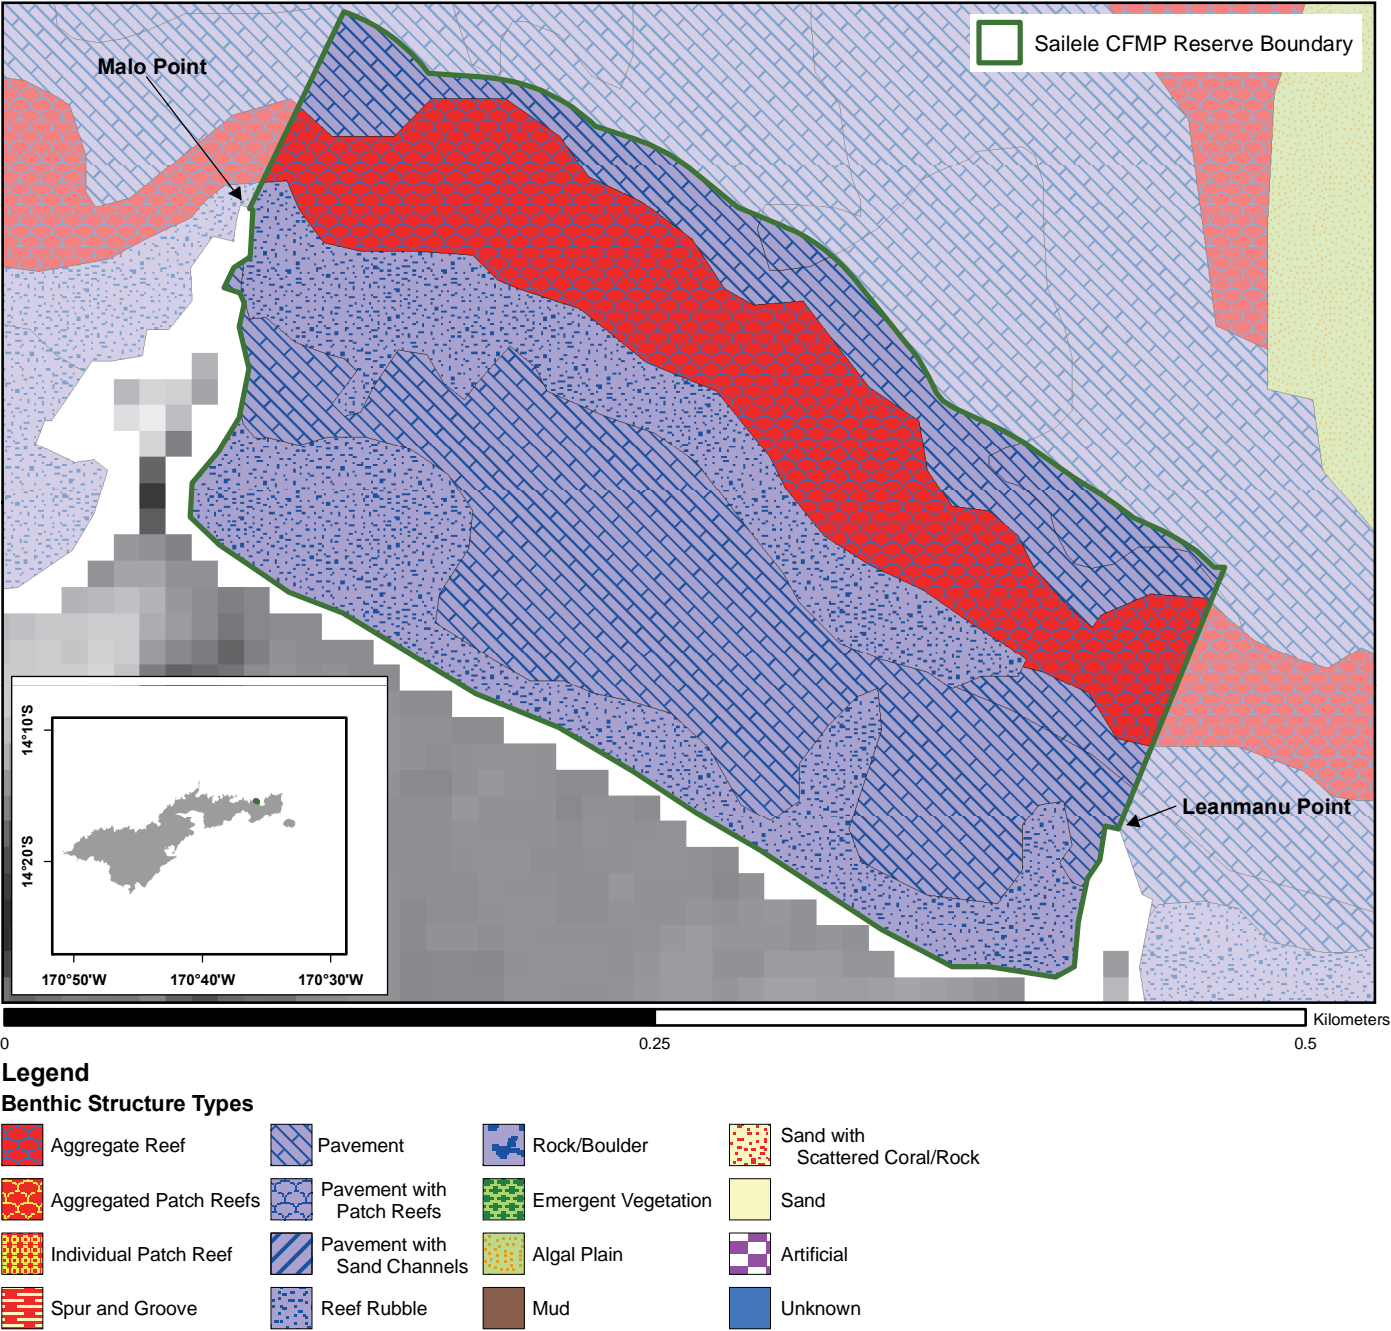 Sailele CFMP Reserve Boundary
Malo Point
Leanmanu Point
14°10'S
14°20'S
170°50'W
170°40'W
170°30'W
Kilometers
0
0.25
0.5
Legend
Benthic Structure Types
Aggregate Reef
Pavement
Rock/Boulder
Sand with
Scattered Coral/Rock
Aggregated Patch Reefs
Pavement with
Patch Reefs
Emergent Vegetation
Sand
Individual Patch Reef
Pavement with
Sand Channels
Algal Plain
Artificial
Spur and Groove
Reef Rubble
Mud
Unknown